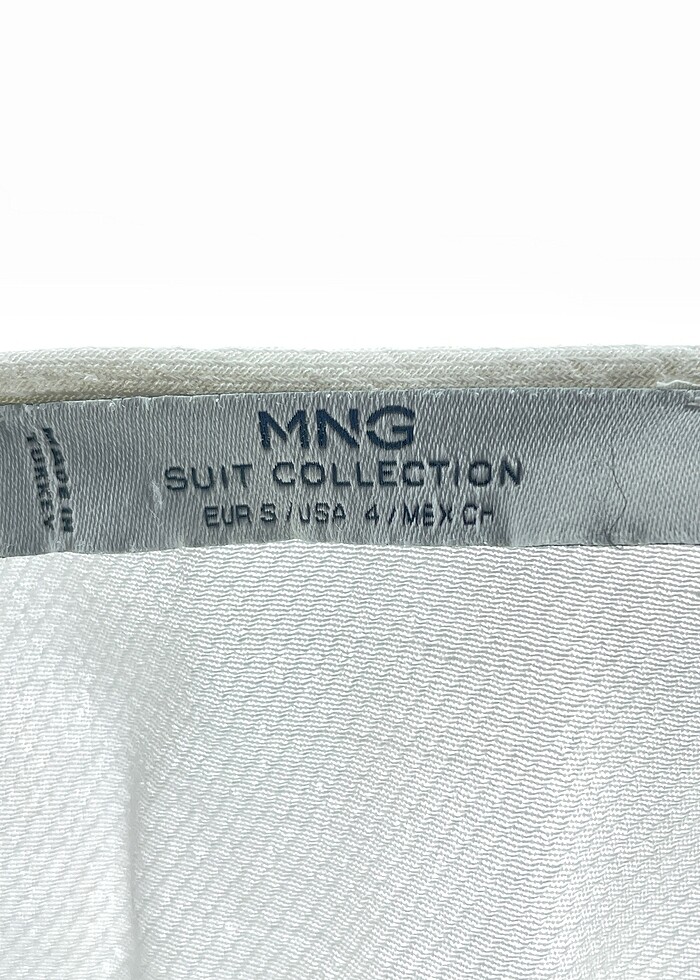 MNG
SUIT COLLECTION
EUR S / USA 4 / MEX CH
MADE IN
TURKEY